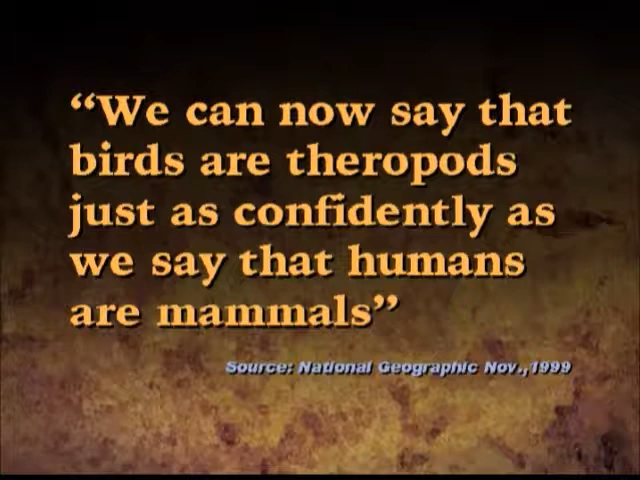 “We can now say that
birds are theropods
just as confidently as
we say that humans
are mammals”
Source: National Geographic Nov.,1999